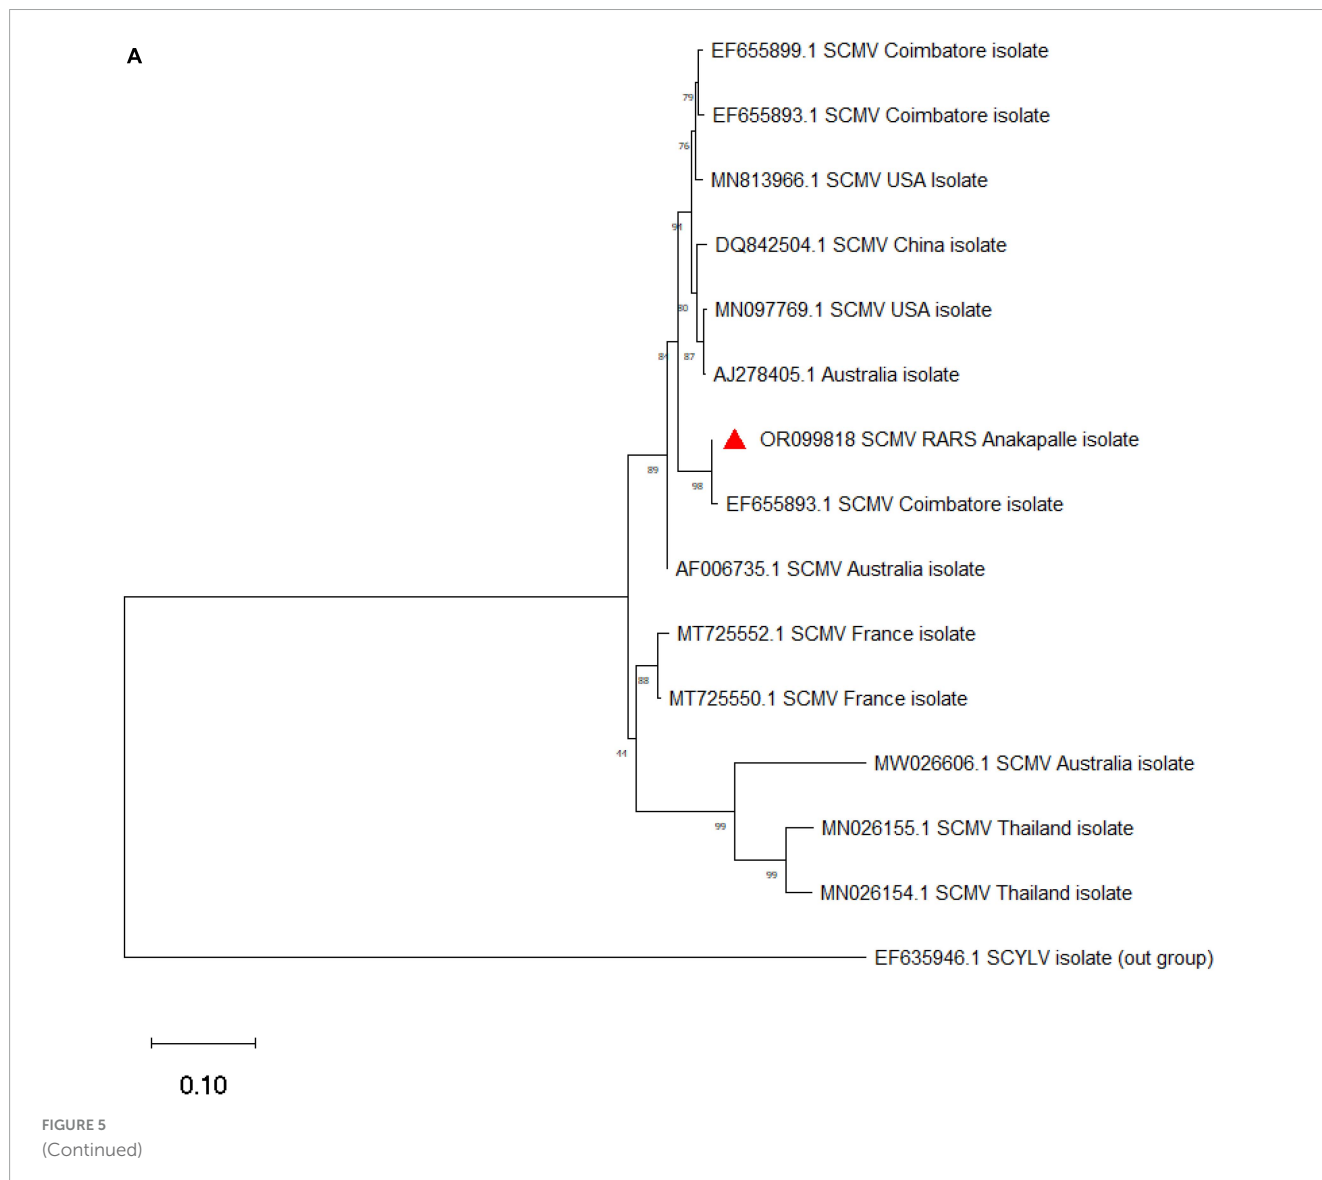 A
EF655899.1 SCMV Coimbatore isolate
79
EF655893.1 SCMV Coimbatore isolate
76
MN813966.1 SCMV USA Isolate
91
DQ842504.1 SCMV China isolate
80
MN097769.1 SCMV USA isolate
87
AJ278405.1 Australia isolate
OR099818 SCMV RARS Anakapalle isolate
89
98
EF655893.1 SCMV Coimbatore isolate
AF006735.1 SCMV Australia isolate
MT725552.1 SCMV France isolate
88
MT725550.1 SCMV France isolate
44
MW026606.1 SCMV Australia isolate
99
MN026155.1 SCMV Thailand isolate
99
MN026154.1 SCMV Thailand isolate
EF635946.1 SCYLV isolate (out group)
0.10
FIGURE 5
(Continued)